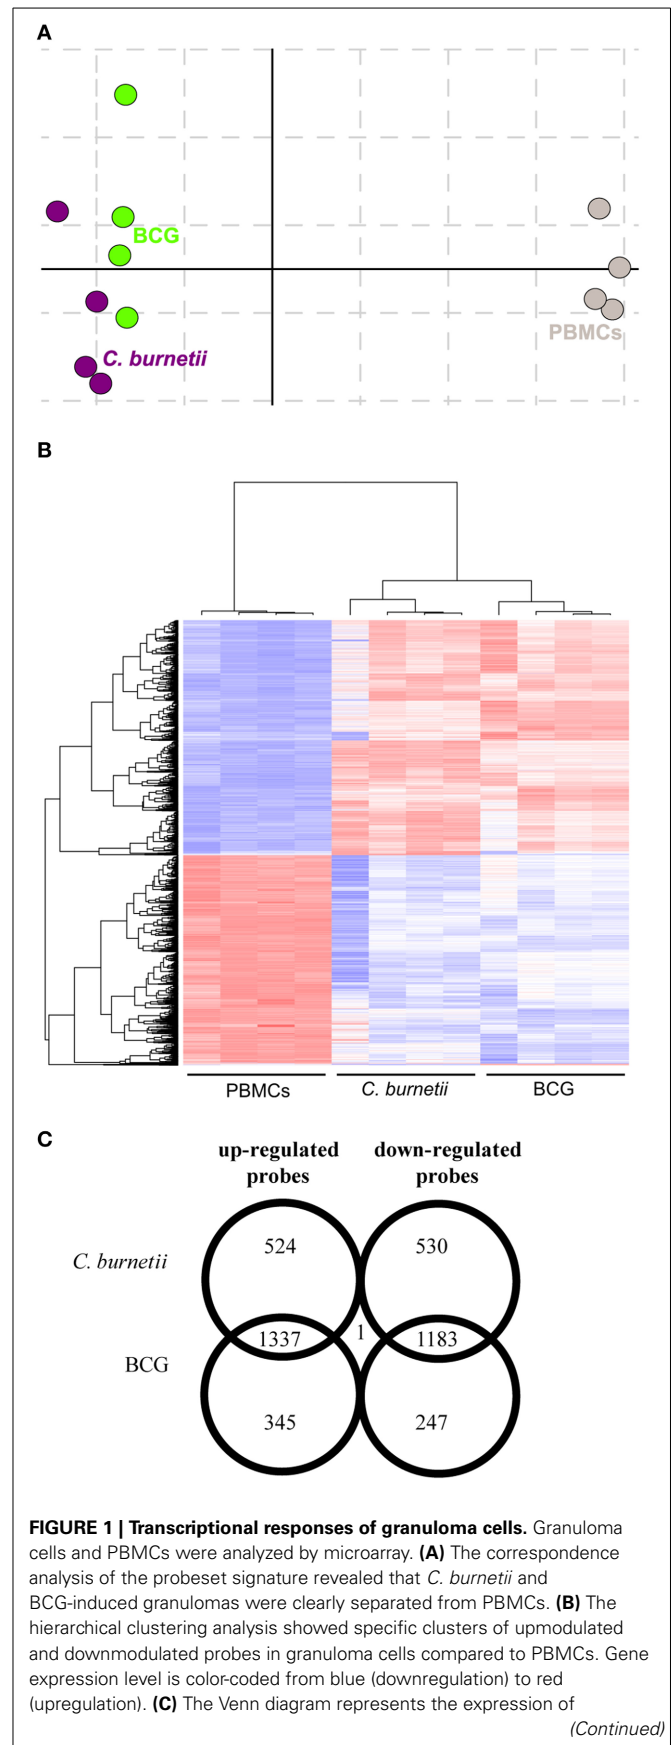 A
BCG
C. burnetii
PBMCs
B
PBMCs
C. burnetii
BCG
C
up-regulated probes
down-regulated probes
C. burnetii
524
530
1337
1
1183
BCG
345
247
FIGURE 1 | Transcriptional responses of granuloma cells. Granuloma
cells and PBMCs were analyzed by microarray. (A) The correspondence
analysis of the probeset signature revealed that C. burnetii and
BCG-induced granulomas were clearly separated from PBMCs. (B) The
hierarchical clustering analysis showed specific clusters of upmodulated
and downmodulated probes in granuloma cells compared to PBMCs. Gene
expression level is color-coded from blue (downregulation) to red
(upregulation). (C) The Venn diagram represents the expression of
(Continued)